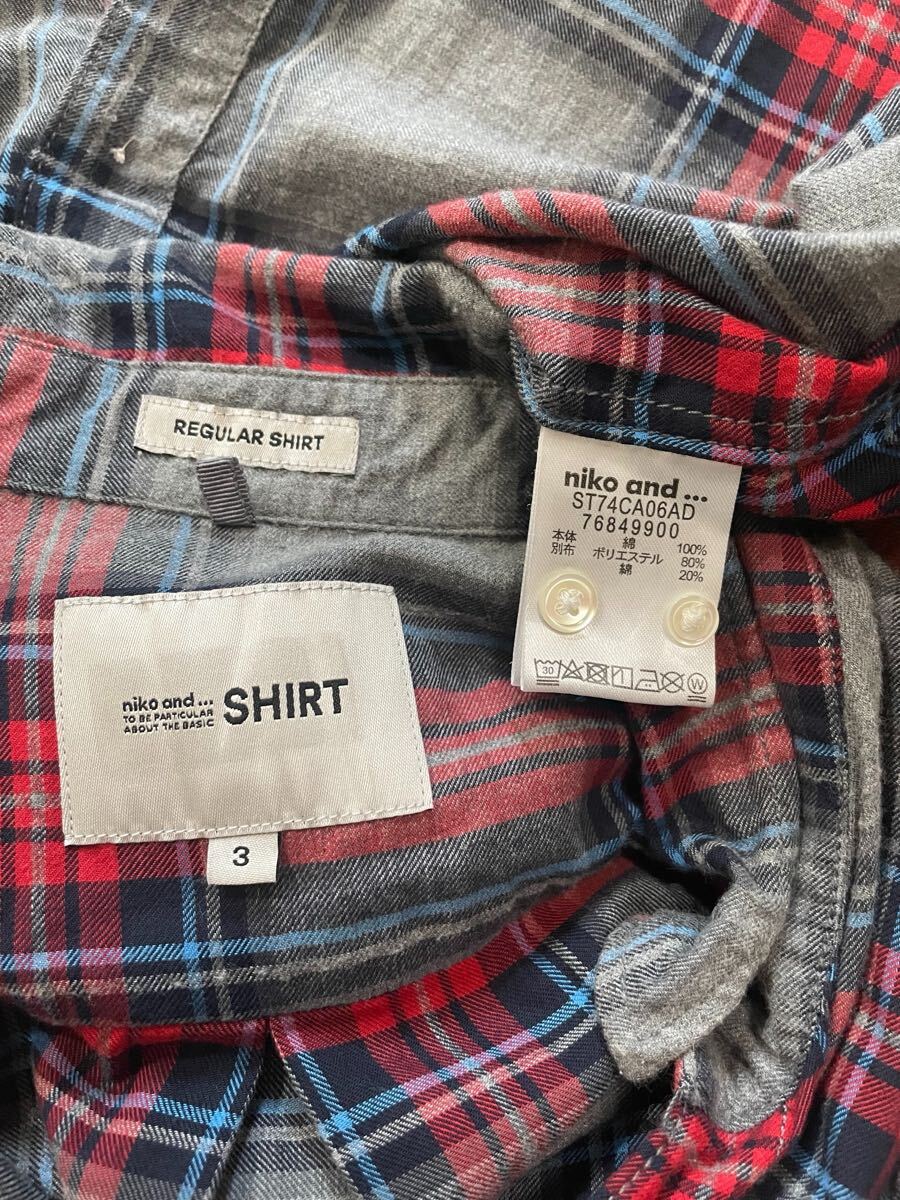 REGULAR SHIRT
niko and ...
ST74CA06AD
76849900
本体 綿 100%
別布 ポリエステル 80%
綿 20%
30
W
niko and ... SHIRT
TO BE PARTICULAR
ABOUT THE BASIC
3